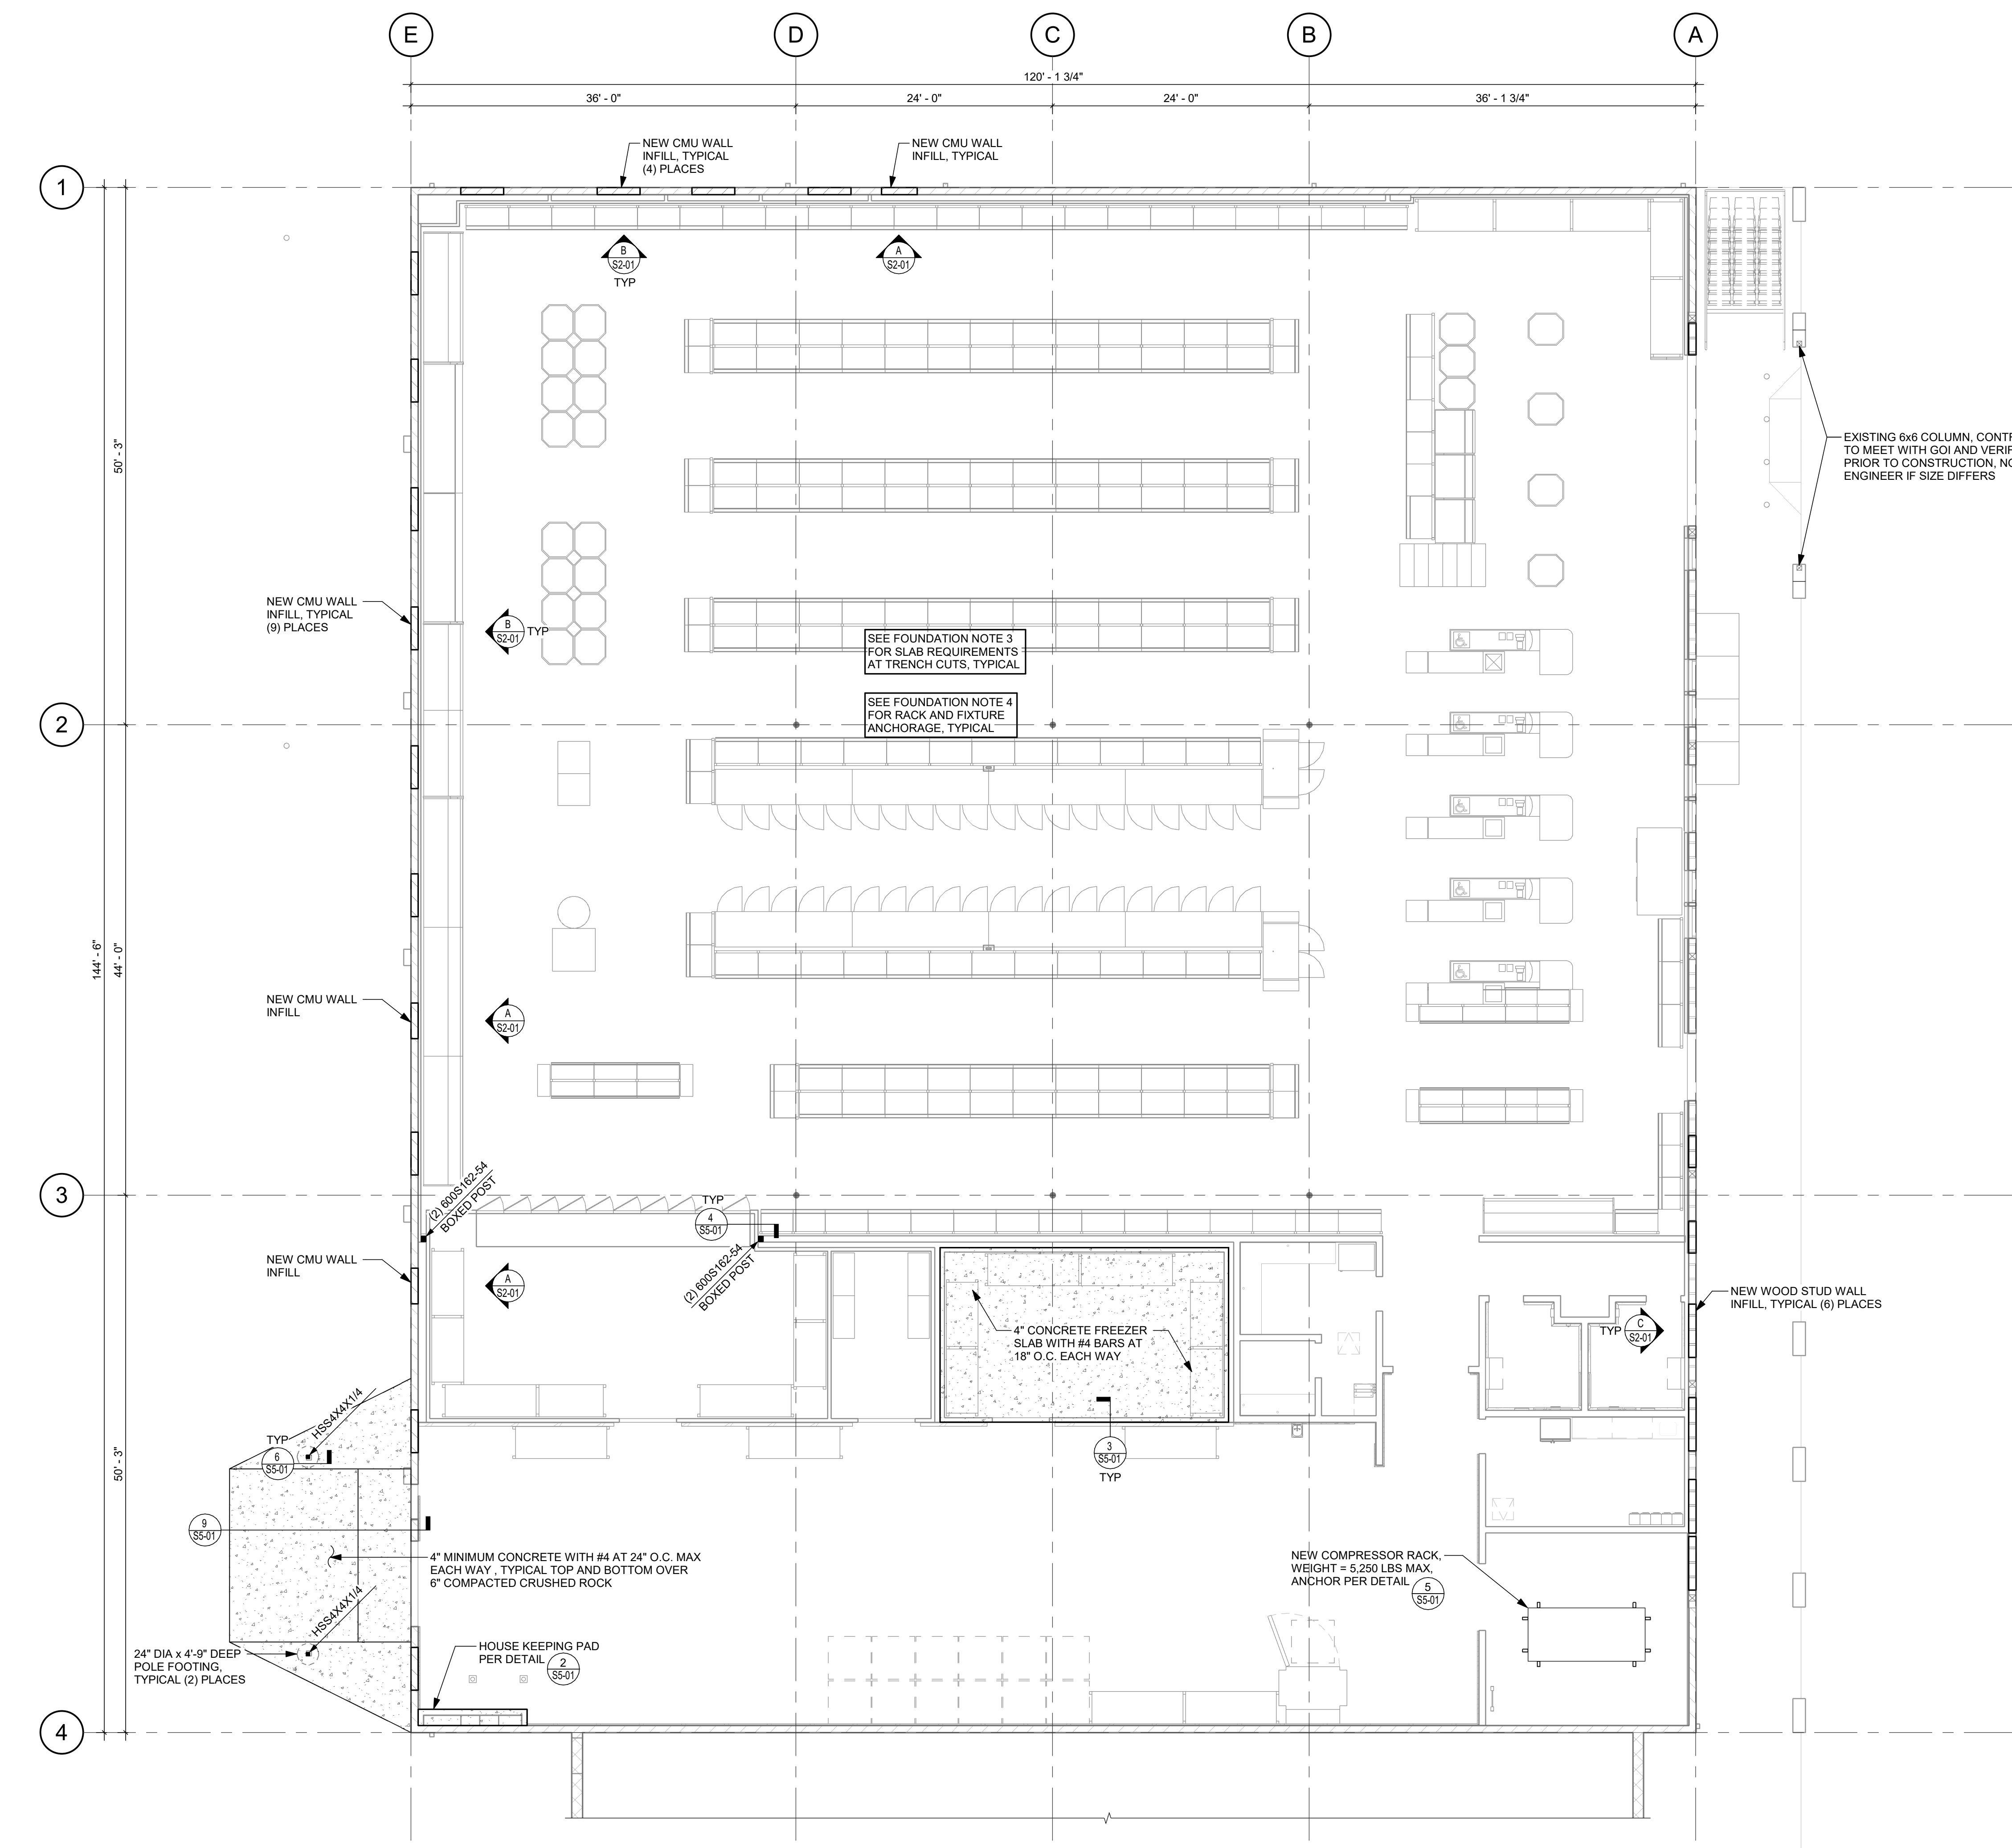 E
D
C
B
A
120' - 1 3/4"
36' - 0"
24' - 0"
24' - 0"
36' - 1 3/4"
NEW CMU WALL
INFILL, TYPICAL
(4) PLACES
NEW CMU WALL
INFILL, TYPICAL
1
B
S2-01
TYP
A
S2-01
50' - 3"
EXISTING 6x6 COLUMN,
TO MEET WITH GOI AND
PRIOR TO CONSTRUCTION,
ENGINEER IF SIZE DIFFERS
NEW CMU WALL
INFILL, TYPICAL
(9) PLACES
B
S2-01
TYP
SEE FOUNDATION NOTE 3
FOR SLAB REQUIREMENTS
AT TRENCH CUTS, TYPICAL
SEE FOUNDATION NOTE 4
FOR RACK AND FIXTURE
ANCHORAGE, TYPICAL
2
144' - 6"
44' - 0"
NEW CMU WALL
INFILL
A
S2-01
3
(2) 600S162-54
BOXED POST
TYP
4
S5-01
(2) 600S162-54
BOXED POST
NEW CMU WALL
INFILL
A
S2-01
4" CONCRETE FREEZER
SLAB WITH #4 BARS AT
18" O.C. EACH WAY
NEW WOOD STUD WALL
INFILL, TYPICAL (6) PLACES
TYP
C
S2-01
HSS4X4X1/4
TYP
6
S5-01
3
S5-01
TYP
50' - 3"
9
S5-01
4" MINIMUM CONCRETE WITH #4 AT 24" O.C. MAX
EACH WAY , TYPICAL TOP AND BOTTOM OVER
6" COMPACTED CRUSHED ROCK
HSS4X4X1/4
NEW COMPRESSOR RACK,
WEIGHT = 5,250 LBS MAX,
ANCHOR PER DETAIL
5
S5-01
24" DIA x 4'-9" DEEP
POLE FOOTING,
TYPICAL (2) PLACES
HOUSE KEEPING PAD
PER DETAIL
2
S5-01
4